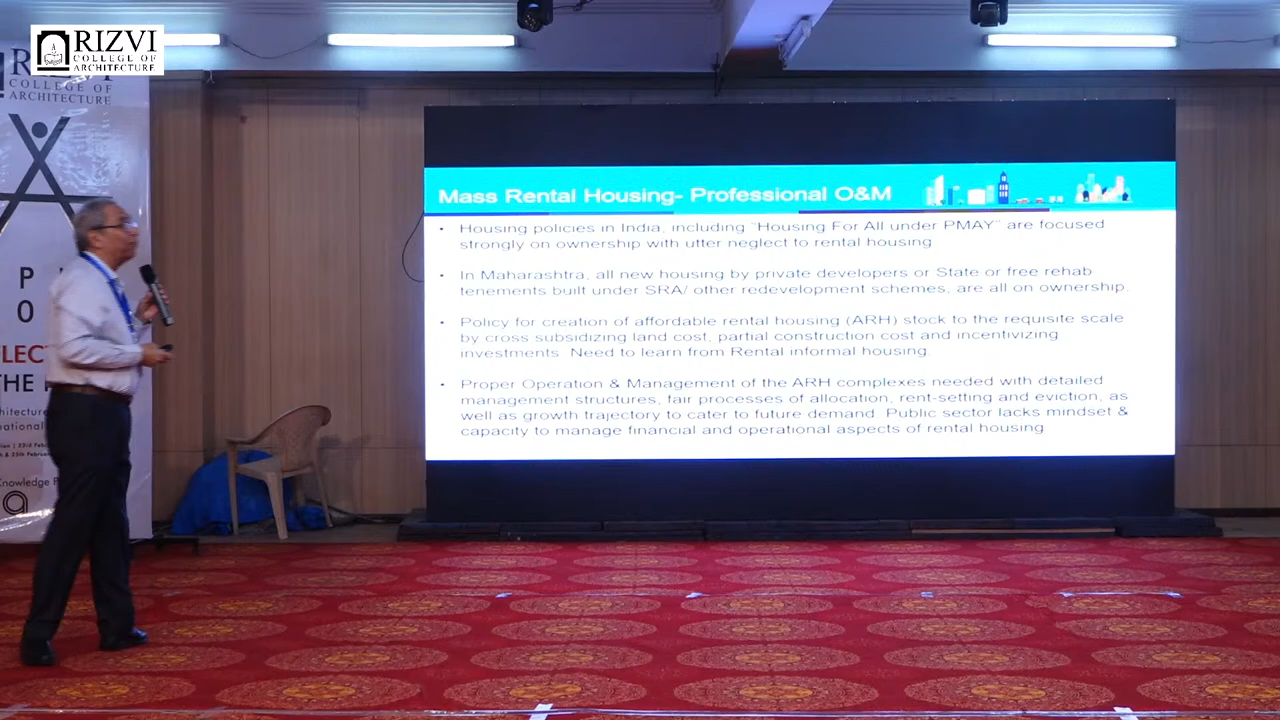 RIZVI
COLLEGE OF
ARCHITECTURE
COLLEGE OF
ARCHITECTURE
Mass Rental Housing- Professional O&M
• Housing policies in India, including "Housing For All under PMAY" are focused
strongly on ownership with utter neglect to rental housing
• In Maharashtra, all new housing by private developers or State or free rehab
tenements built under SRA/ other redevelopment schemes, are all on ownership.
• Policy for creation of affordable rental housing (ARH) stock to the requisite scale
by cross subsidizing land cost, partial construction cost and incentivizing
investments. Need to learn from Rental informal housing.
• Proper Operation & Management of the ARH complexes needed with detailed
management structures, fair processes of allocation, rent-setting and eviction, as
well as growth trajectory to cater to future demand. Public sector lacks mindset &
capacity to manage financial and operational aspects of rental housing